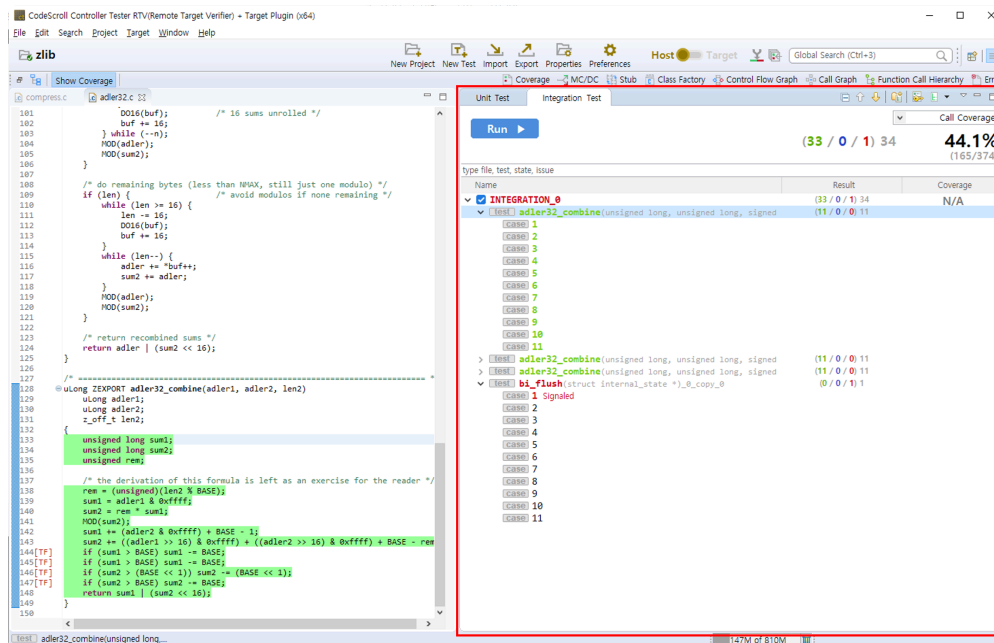 CodeScroll Controller Tester RTV(Remote Target Verifier) + Target Plugin (x64)
File Edit Search Project Target Window Help
zlib
New Project New Test Import Export Properties Preferences
Host Target
Global Search (Ctrl+3)
Show Coverage
Coverage MC/DC Stub Class Factory Control Flow Graph Call Graph Function Call Hierarchy Err
compress.c adler32.c
101 DO16(buf); /* 16 sums unrolled */
102 buf += 16;
103 } while (--n);
104 MOD(adler);
105 MOD(sum2);
106 }
107
108 /* do remaining bytes (less than NMAX, still just one modulo) */
109 if (len) { /* avoid modulos if none remaining */
110 while (len >= 16) {
111 len -= 16;
112 DO16(buf);
113 buf += 16;
114 }
115 while (len--) {
116 adler += *buf++;
117 sum2 += adler;
118 }
119 MOD(adler);
120 MOD(sum2);
121 }
122
123 /* return recombined sums */
124 return adler | (sum2 << 16);
125 }
126
127 /* ========================================================================= *
128 uLong ZEXPORT adler32_combine(adler1, adler2, len2)
129 uLong adler1;
130 uLong adler2;
131 z_off_t len2;
132 {
133 unsigned long sum1;
134 unsigned long sum2;
135 unsigned rem;
136
137 /* the derivation of this formula is left as an exercise for the reader */
138 rem = (unsigned)(len2 % BASE);
139 sum1 = adler1 & 0xffff;
140 sum2 = rem * sum1;
141 MOD(sum2);
142 sum1 += (adler2 & 0xffff) + BASE - 1;
143 sum2 += ((adler1 >> 16) & 0xffff) + ((adler2 >> 16) & 0xffff) + BASE - rem
144[TF] if (sum1 > BASE) sum1 -= BASE;
145[TF] if (sum1 > BASE) sum1 -= BASE;
146[TF] if (sum2 > (BASE << 1)) sum2 -= (BASE << 1);
147[TF] if (sum2 > BASE) sum2 -= BASE;
148 return sum1 | (sum2 << 16);
149 }
150
Unit Test Integration Test
Run
Call Coverage
(33 / 0 / 1) 34
44.1%
(165/374
type file, test, state, issue
Name Result Coverage
INTEGRATION_0 (33 / 0 / 1) 34 N/A
test adler32_combine(unsigned long, unsigned long, signed (11 / 0 / 0) 11
case 1
case 2
case 3
case 4
case 5
case 6
case 7
case 8
case 9
case 10
case 11
test adler32_combine(unsigned long, unsigned long, signed (11 / 0 / 0) 11
test adler32_combine(unsigned long, unsigned long, signed (11 / 0 / 0) 11
test bi_flush(struct internal_state *)_0_copy_0 (0 / 0 / 1) 1
case 1 Signaled
case 2
case 3
case 4
case 5
case 6
case 7
case 8
case 9
case 10
case 11
test adler32_combine(unsigned long,...
147M of 810M